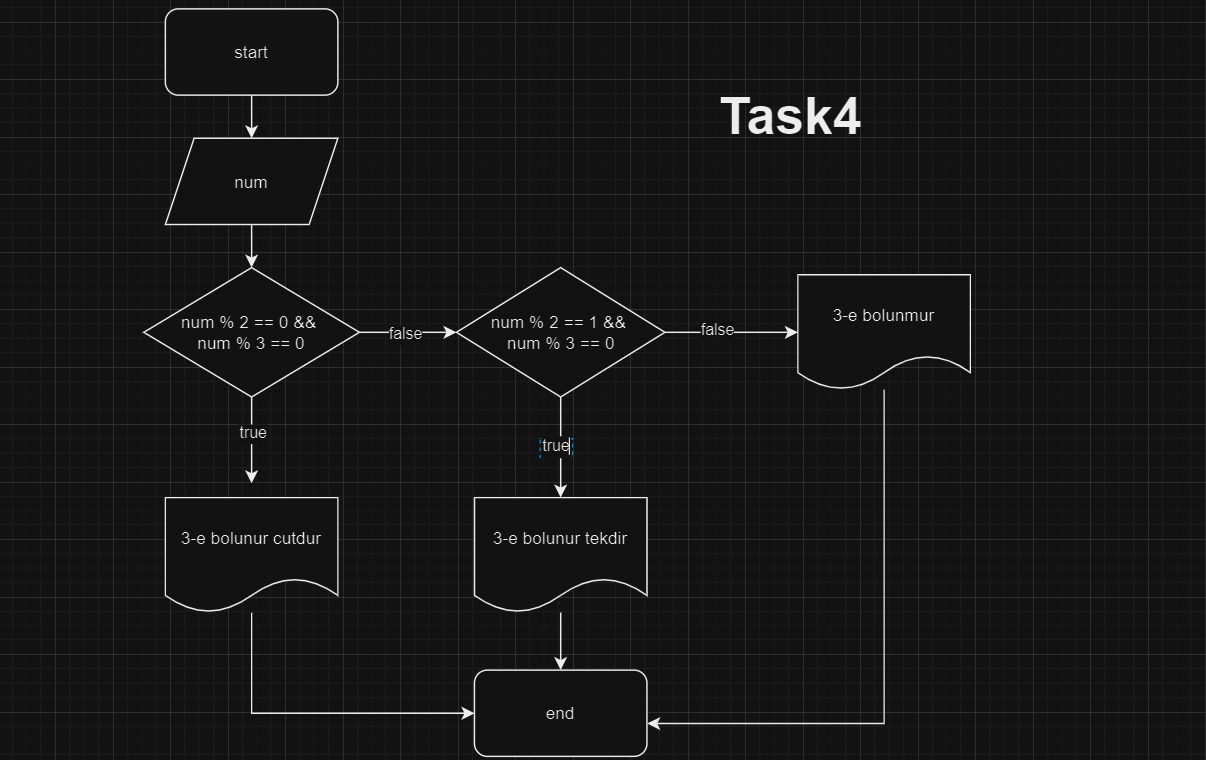 start
Task4
num
num % 2 == 0 &&
num % 3 == 0
false
num % 2 == 1 &&
num % 3 == 0
false
3-e bolunmur
true
true
3-e bolunur cutdur
3-e bolunur tekdir
end